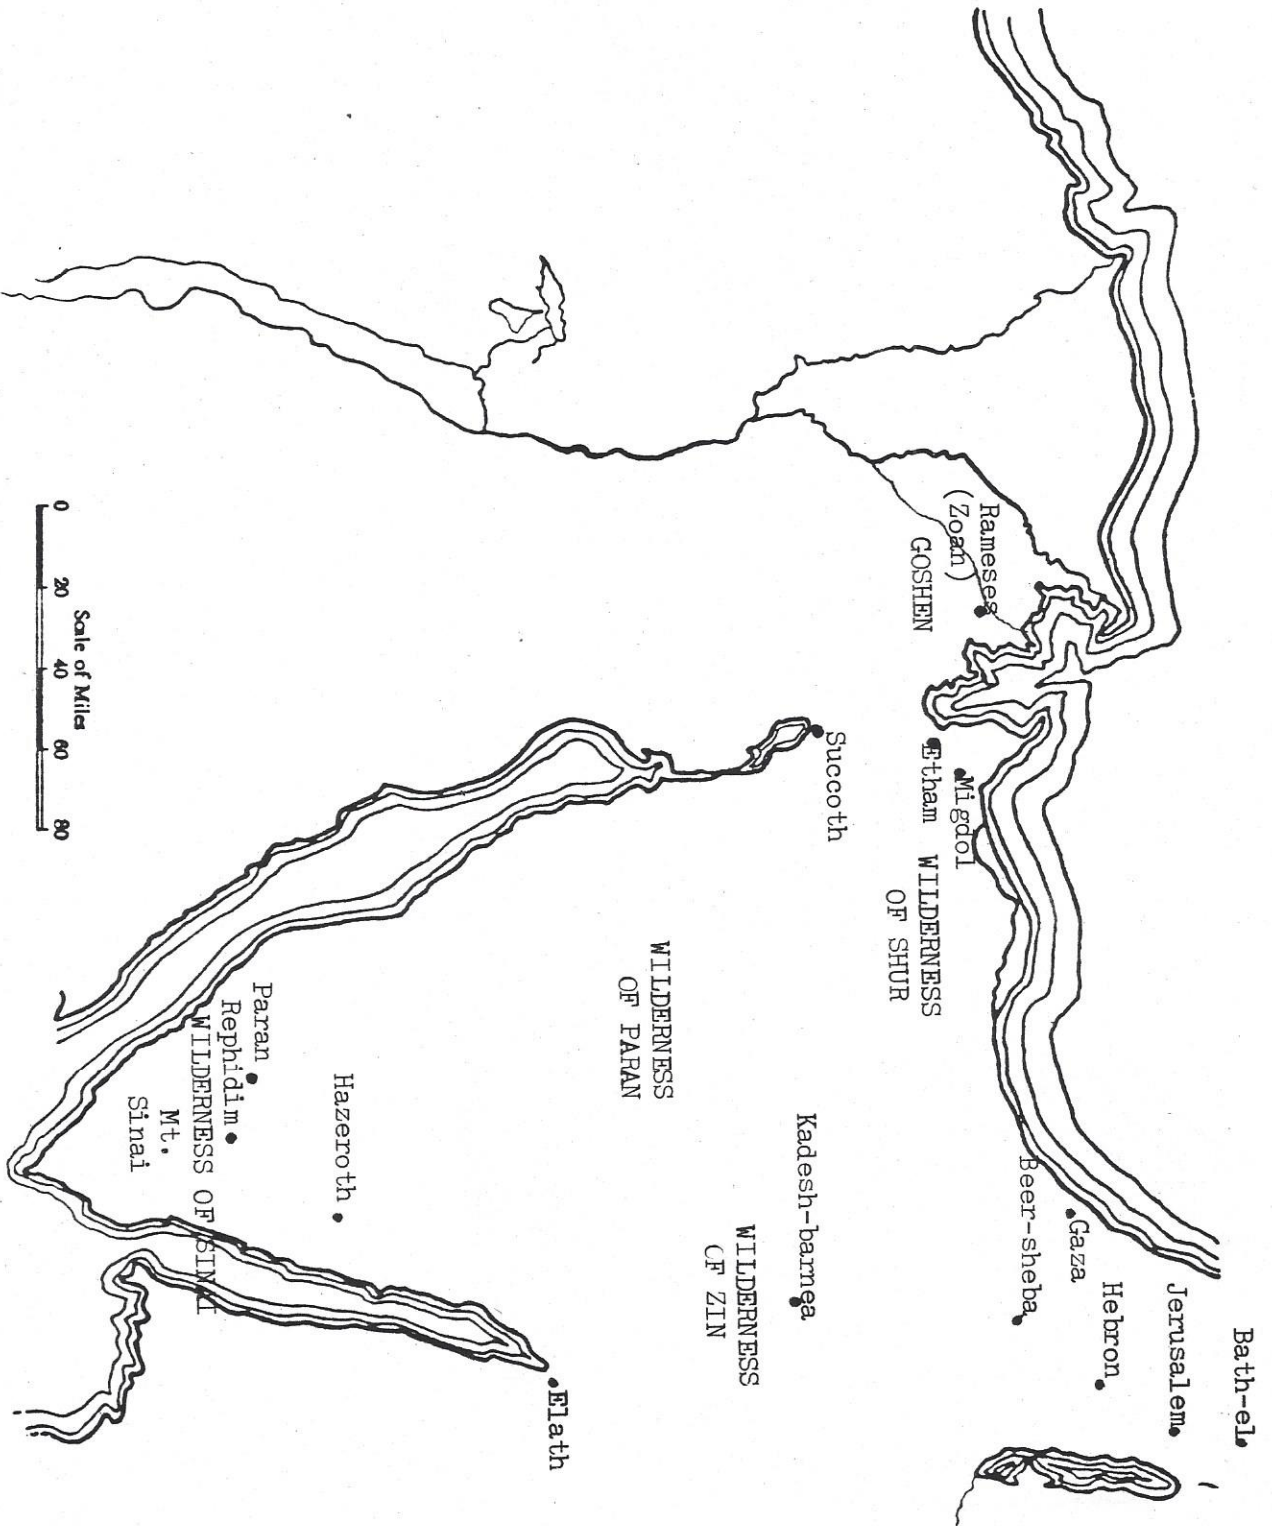 Bath-el
Jerusalem
Hebron
Gaza
Beer-sheba
Rameses
(Zoan)
GOSHEN
Migdol
Etham
WILDERNESS
OF SHUR
Succoth
Kadesh-barnea
WILDERNESS
OF ZIN
WILDERNESS
OF PARAN
Elath
Hazeroth
Paran
Rephidim
WILDERNESS OF SINAI
Mt.
Sinai
Scale of Miles
0 20 40 60 80